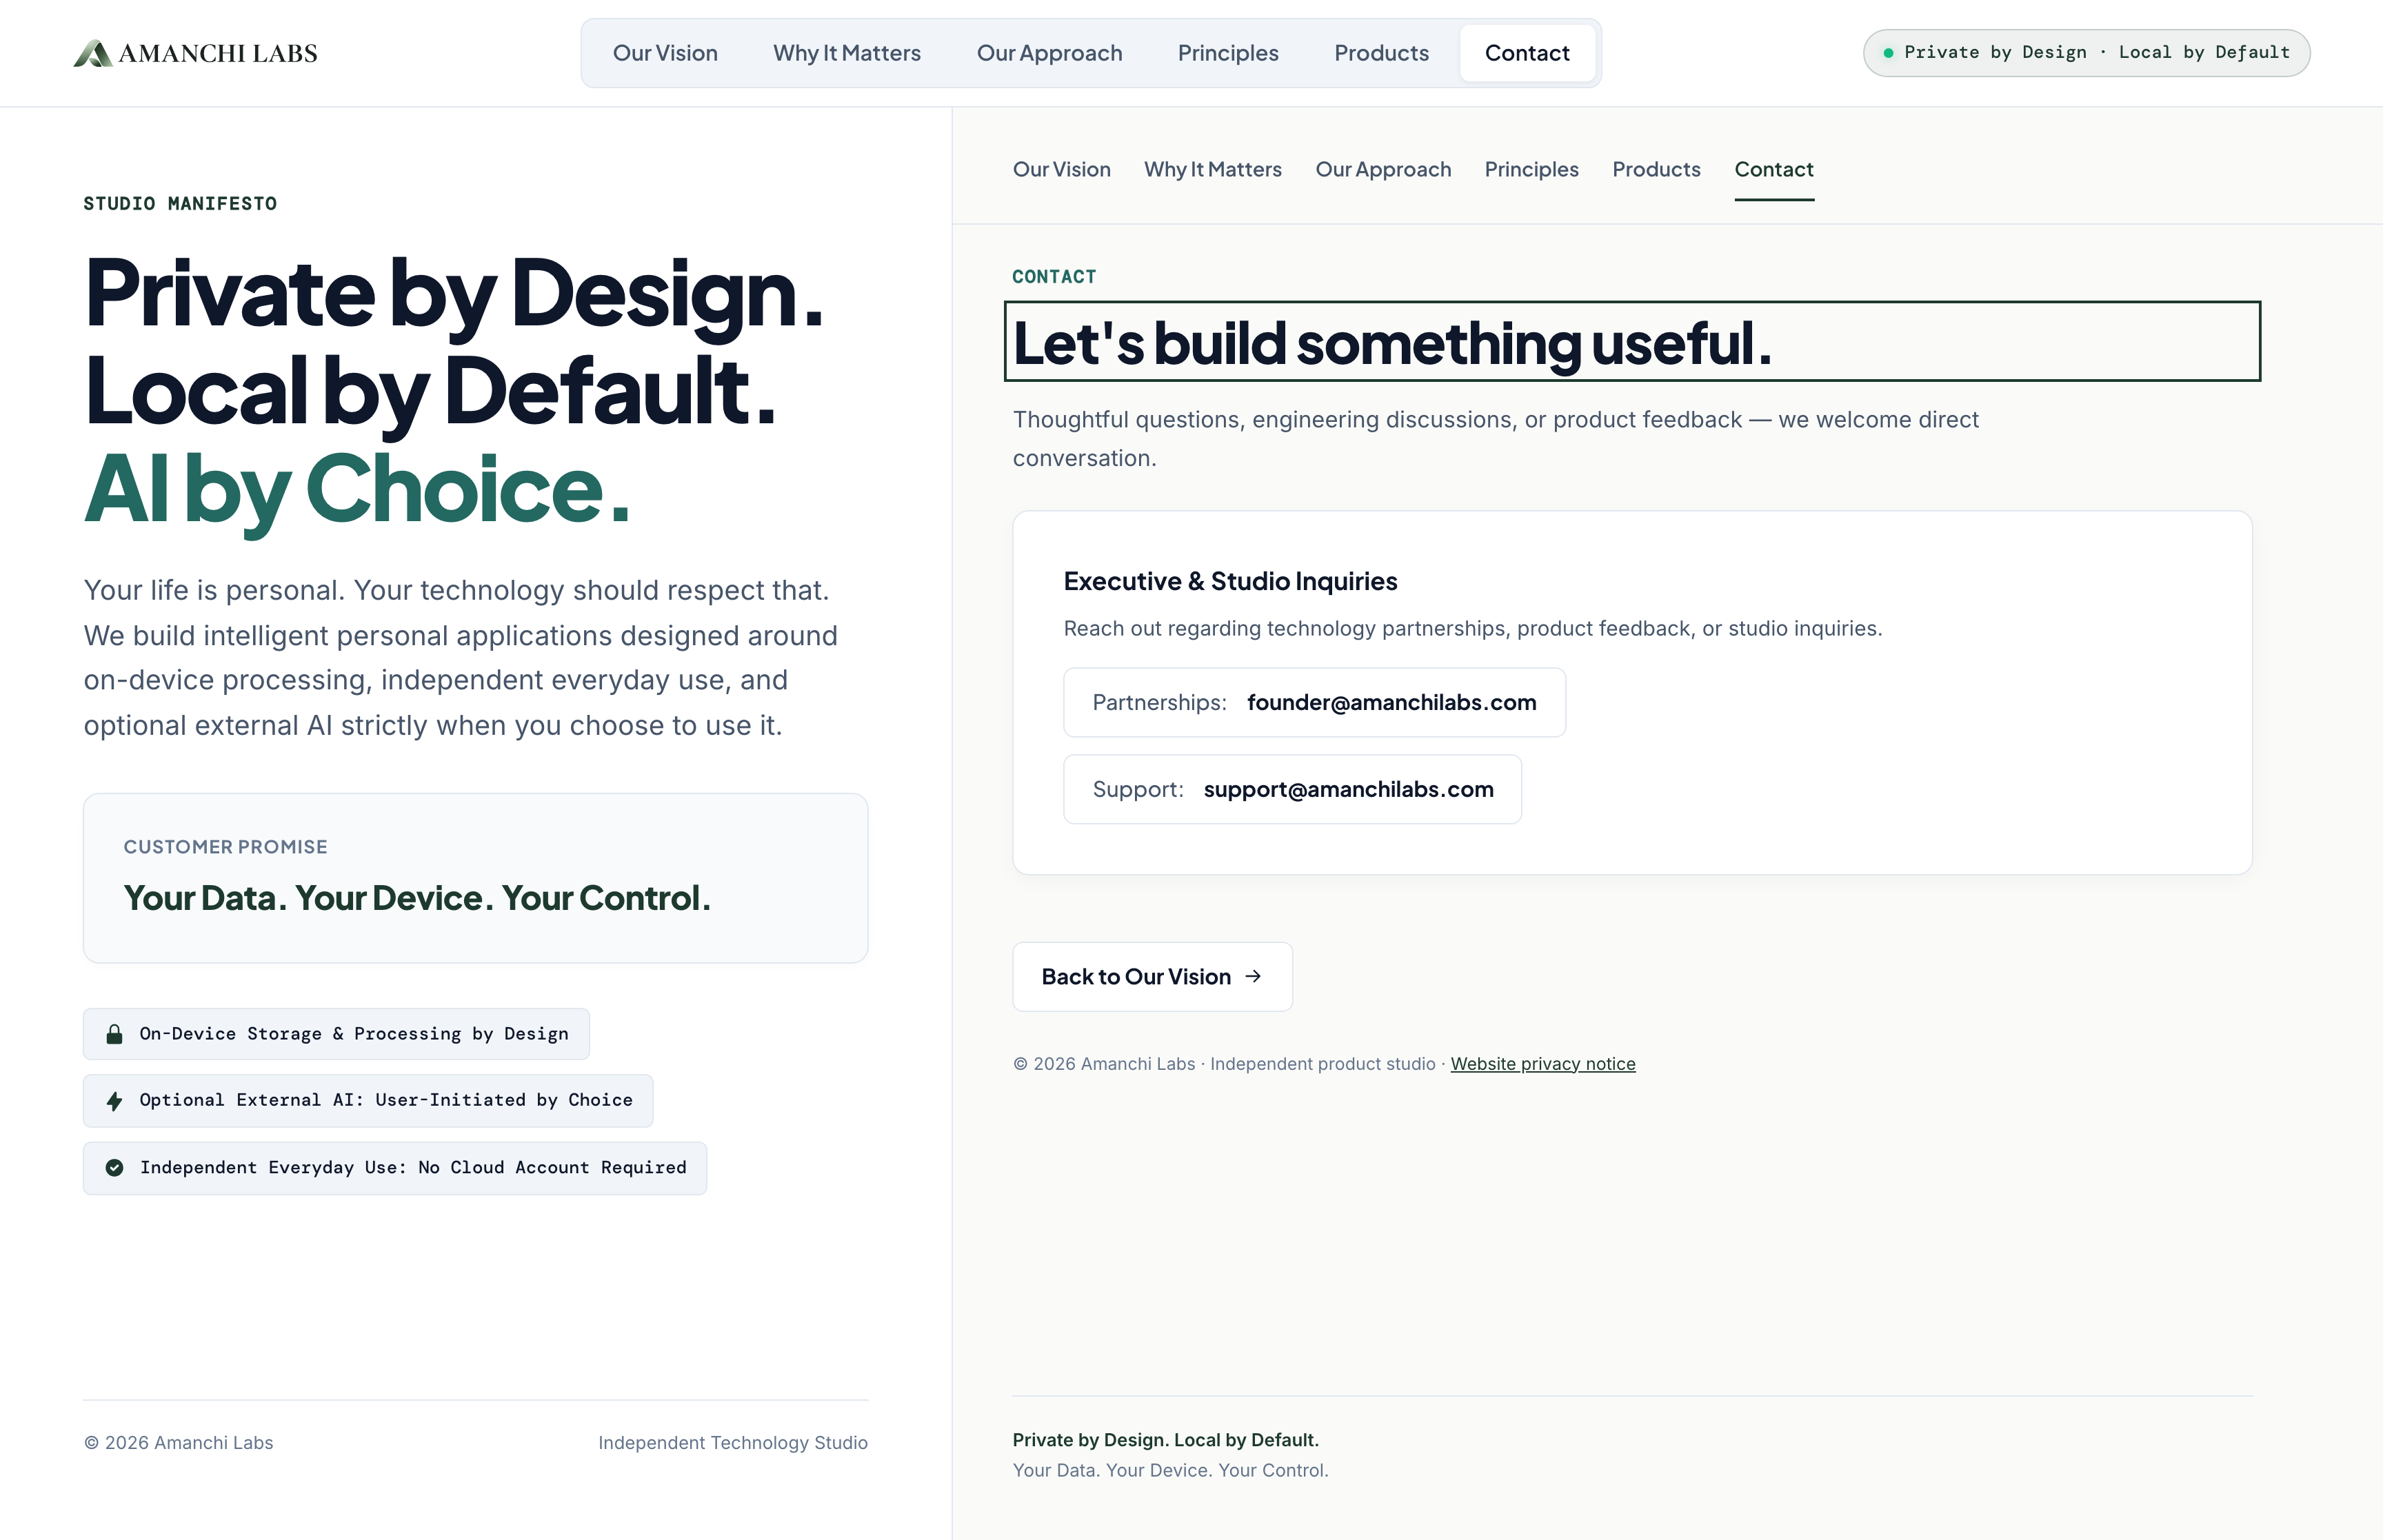 AMANCHI LABS
Our Vision
Why It Matters
Our Approach
Principles
Products
Contact
Private by Design · Local by Default
STUDIO MANIFESTO
Private by Design.
Local by Default.
AI by Choice.
Your life is personal. Your technology should respect that.
We build intelligent personal applications designed around
on-device processing, independent everyday use, and
optional external AI strictly when you choose to use it.
CUSTOMER PROMISE
Your Data. Your Device. Your Control.
On-Device Storage & Processing by Design
Optional External AI: User-Initiated by Choice
Independent Everyday Use: No Cloud Account Required
© 2026 Amanchi Labs
Independent Technology Studio
Our Vision
Why It Matters
Our Approach
Principles
Products
Contact
CONTACT
Let's build something useful.
Thoughtful questions, engineering discussions, or product feedback — we welcome direct
conversation.
Executive & Studio Inquiries
Reach out regarding technology partnerships, product feedback, or studio inquiries.
Partnerships: founder@amanchilabs.com
Support: support@amanchilabs.com
Back to Our Vision →
© 2026 Amanchi Labs · Independent product studio · Website privacy notice
Private by Design. Local by Default.
Your Data. Your Device. Your Control.